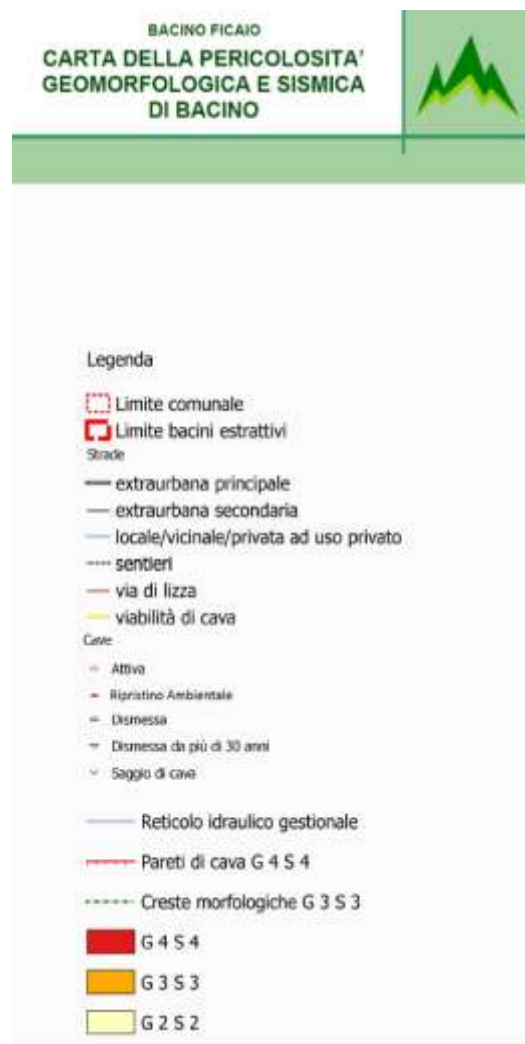 BACINO FICAIO
CARTA DELLA PERICOLOSITA'
GEOMORFOLOGICA E SISMICA
DI BACINO
Legenda
Limite comunale
Limite bacini estrattivi
Strade
extraurbana principale
extraurbana secondaria
locale/vicinale/privata ad uso privato
sentieri
via di lizza
viabilità di cava
Cave
Attiva
Ripristino Ambientale
Dismessa
Dismessa da più di 30 anni
Saggio di cava
Reticolo idraulico gestionale
Pareti di cava G 4 S 4
Creste morfologiche G 3 S 3
G 4 S 4
G 3 S 3
G 2 S 2